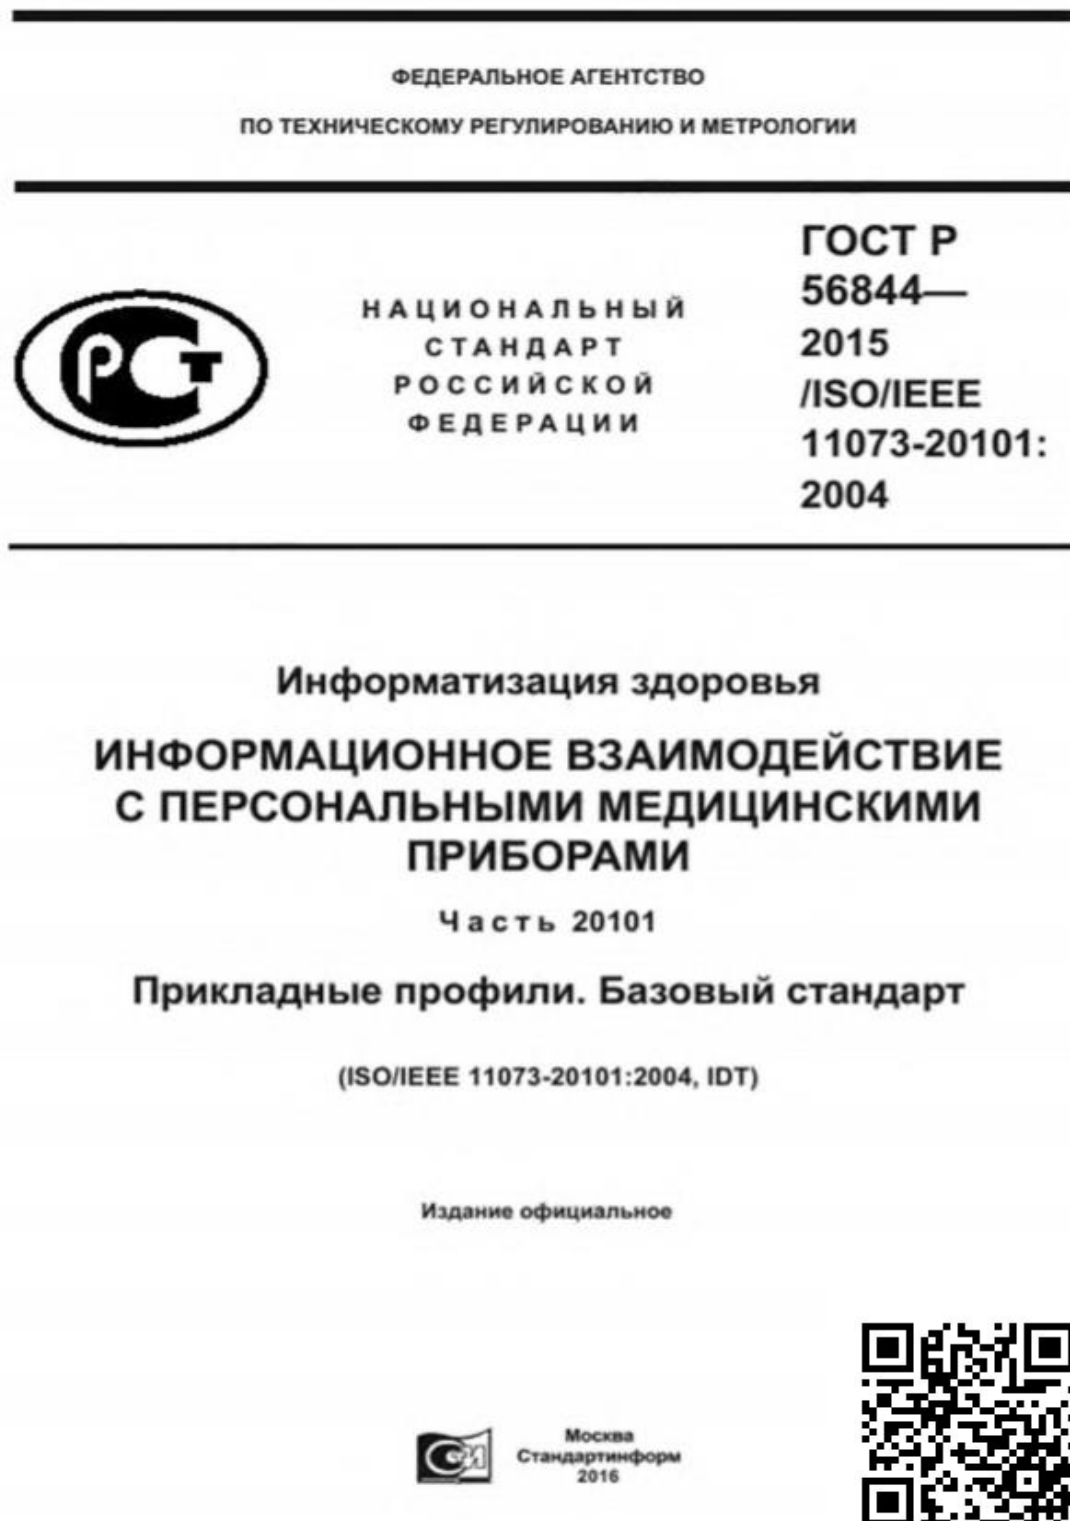 ФЕДЕРАЛЬНОЕ АГЕНТСТВО
ПО ТЕХНИЧЕСКОМУ РЕГУЛИРОВАНИЮ И МЕТРОЛОГИИ
РСТ
НАЦИОНАЛЬНЫЙ
СТАНДАРТ
РОССИЙСКОЙ
ФЕДЕРАЦИИ
ГОСТ Р
56844—
2015
/ISO/IEEE
11073-20101:
2004
Информатизация здоровья
ИНФОРМАЦИОННОЕ ВЗАИМОДЕЙСТВИЕ
С ПЕРСОНАЛЬНЫМИ МЕДИЦИНСКИМИ
ПРИБОРАМИ
Часть 20101
Прикладные профили. Базовый стандарт
(ISO/IEEE 11073-20101:2004, IDT)
Издание официальное
Москва
Стандартинформ
2016